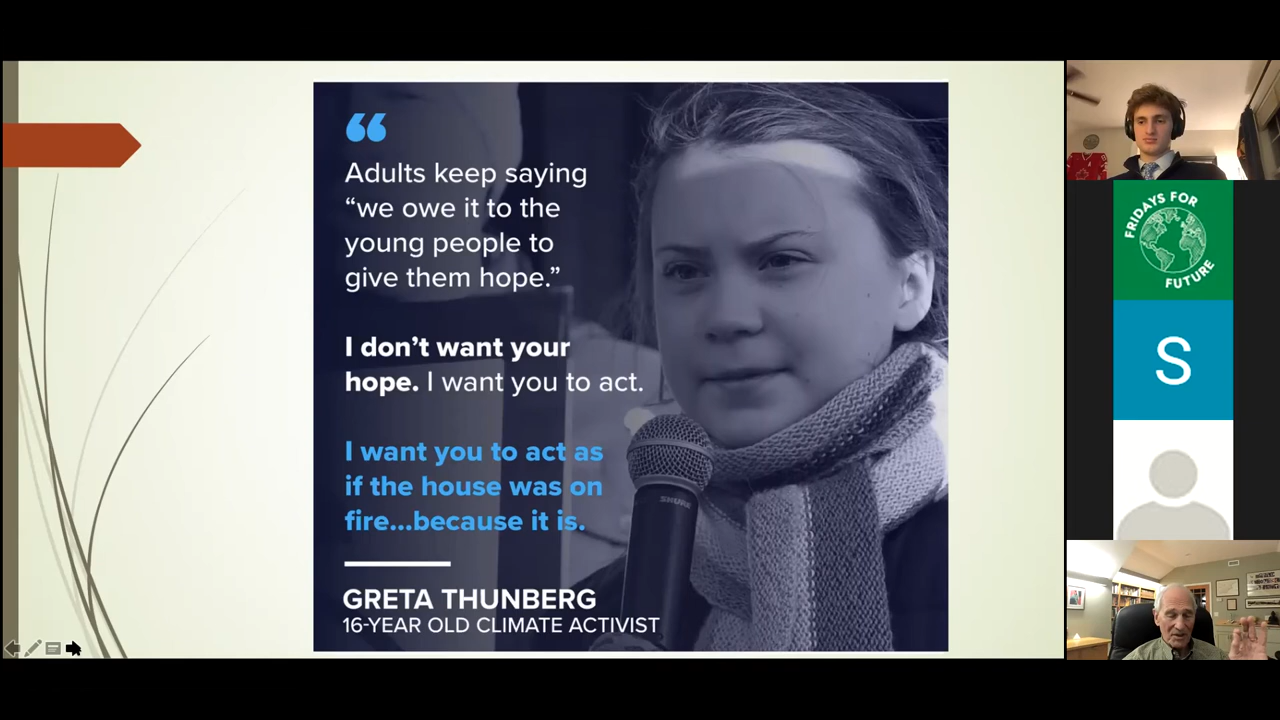 “
Adults keep saying
“we owe it to the
young people to
give them hope.”
I don’t want your
hope. I want you to act.
I want you to act as
if the house was on
fire...because it is.
GRETA THUNBERG
16-YEAR OLD CLIMATE ACTIVIST
SHURE
FRIDAYS FOR
FUTURE
S